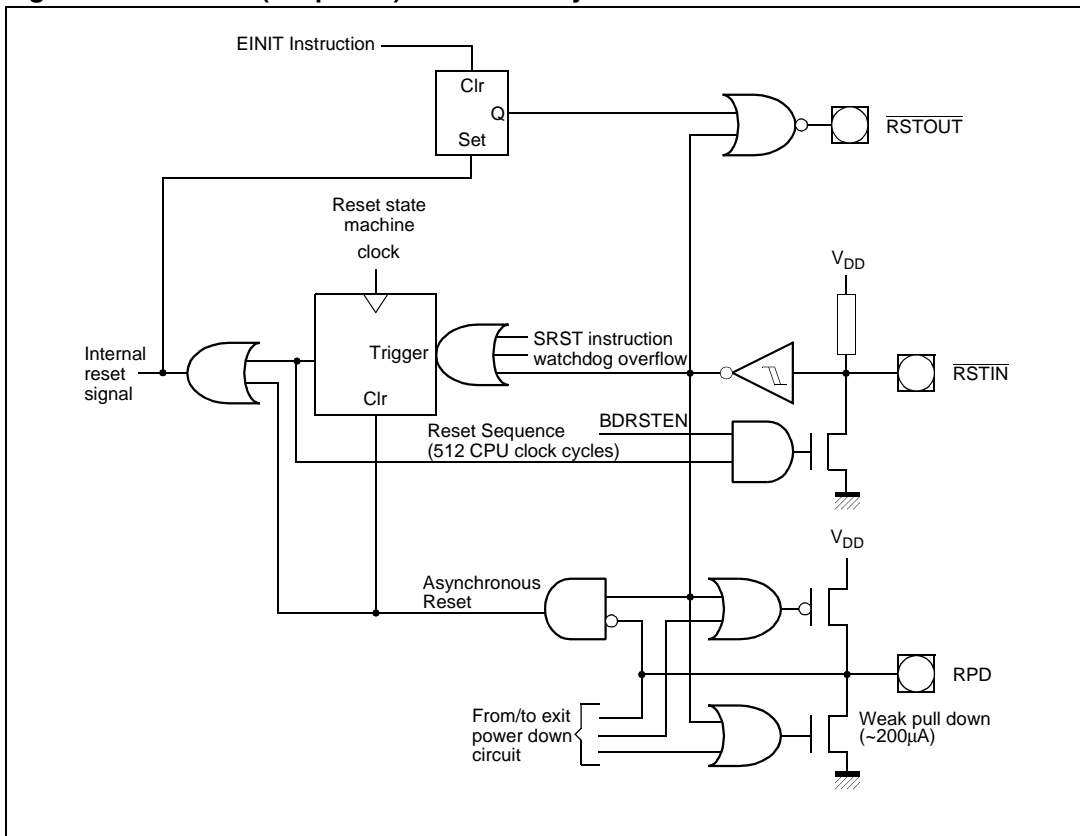 EINIT Instruction
Clr
Q
Set
RSTOUT
Reset state
machine
clock
VDD
Trigger
SRST instruction
watchdog overflow
Internal
reset
signal
RSTIN
Clr
BDRSTEN
Reset Sequence
(512 CPU clock cycles)
VDD
Asynchronous
Reset
RPD
From/to exit
power down
circuit
Weak pull down
(~200µA)